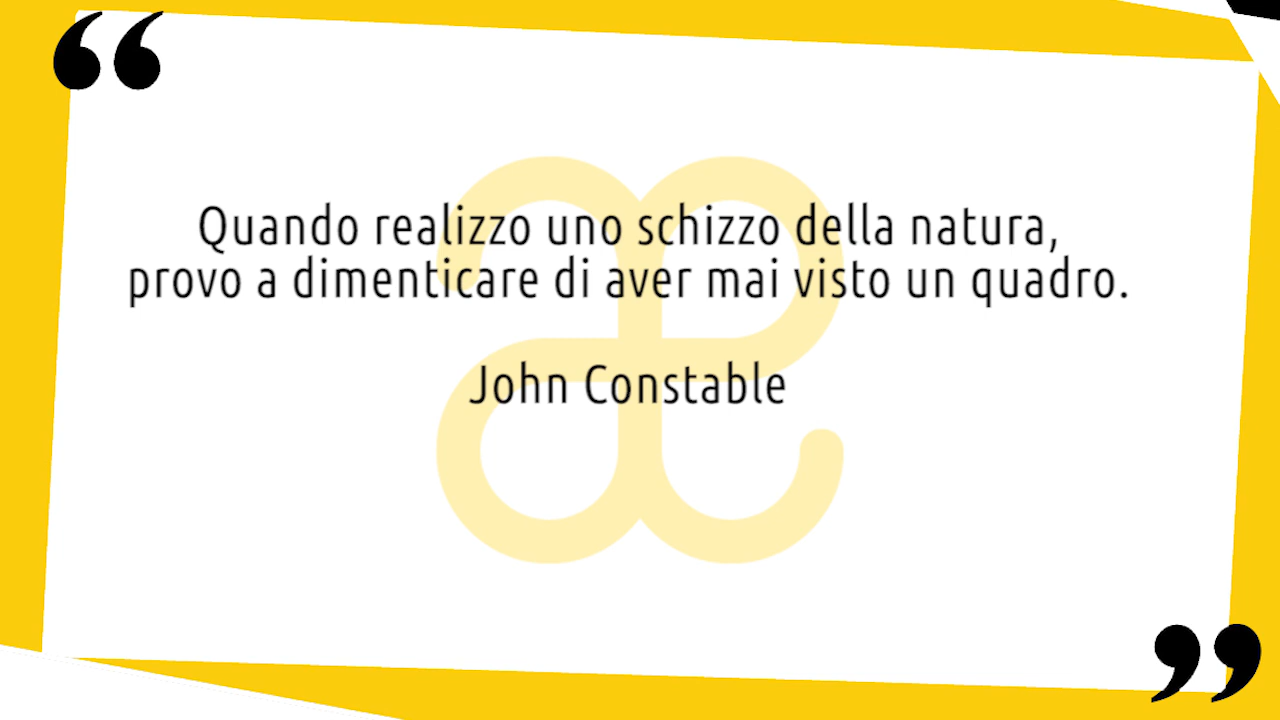 “
Quando realizzo uno schizzo della natura,
provo a dimenticare di aver mai visto un quadro.
John Constable
”